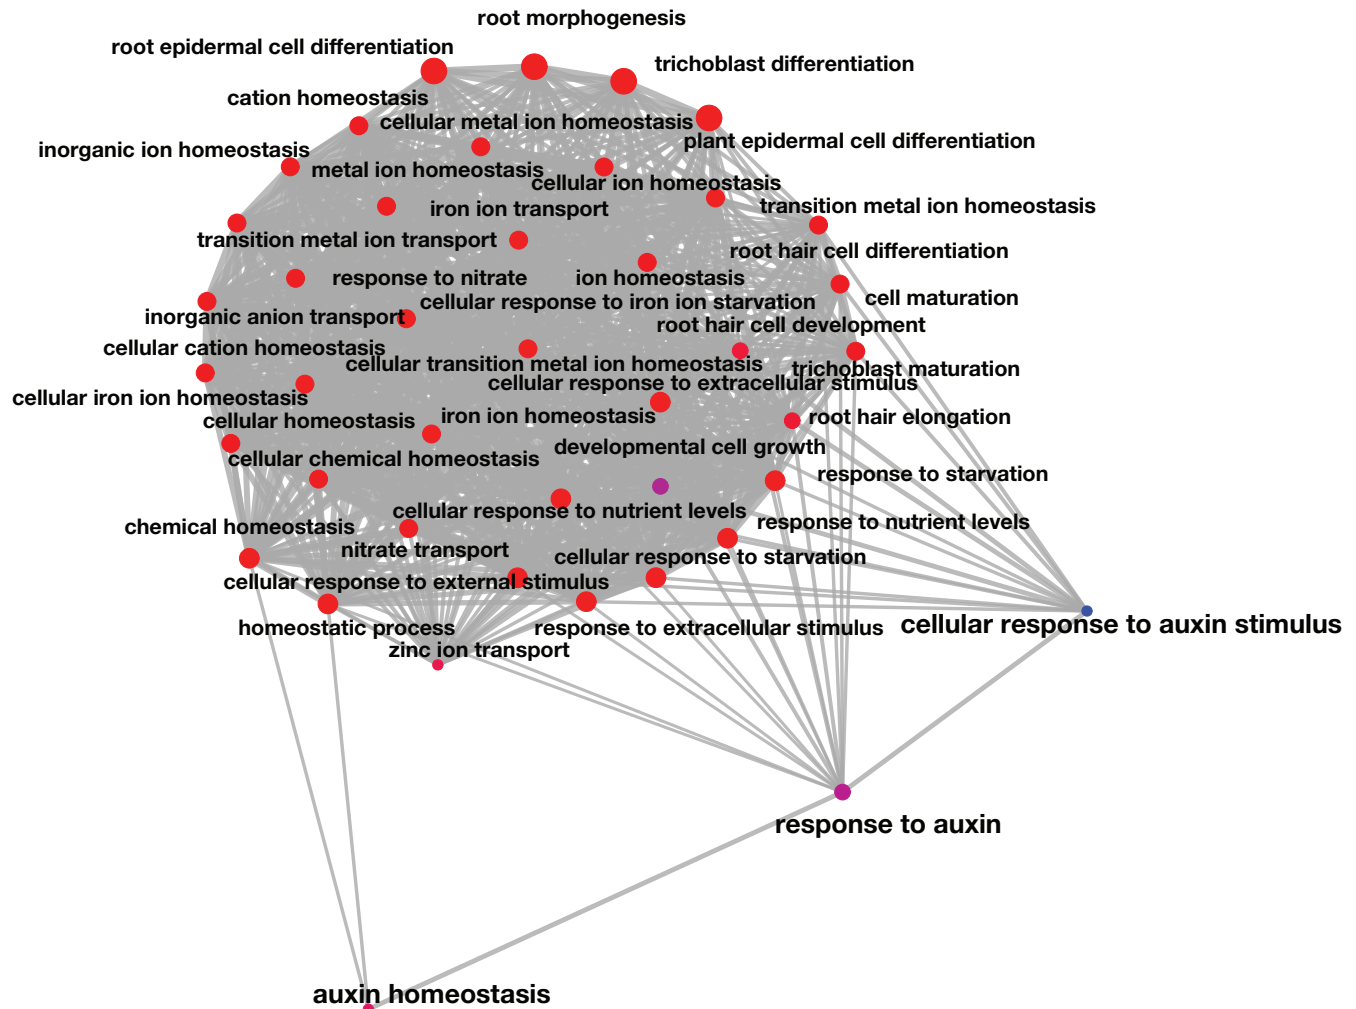 root morphogenesis
root epidermal cell differentiation
trichoblast differentiation
cation homeostasis
cellular metal ion homeostasis
plant epidermal cell differentiation
inorganic ion homeostasis
metal ion homeostasis
cellular ion homeostasis
transition metal ion homeostasis
iron ion transport
transition metal ion transport
root hair cell differentiation
response to nitrate
ion homeostasis
cell maturation
cellular response to iron ion starvation
inorganic anion transport
root hair cell development
cellular cation homeostasis
cellular transition metal ion homeostasis
trichoblast maturation
cellular response to extracellular stimulus
cellular iron ion homeostasis
iron ion homeostasis
root hair elongation
cellular homeostasis
developmental cell growth
cellular chemical homeostasis
response to starvation
cellular response to nutrient levels
response to nutrient levels
chemical homeostasis
nitrate transport
cellular response to starvation
cellular response to external stimulus
homeostatic process
response to extracellular stimulus
cellular response to auxin stimulus
zinc ion transport
response to auxin
auxin homeostasis